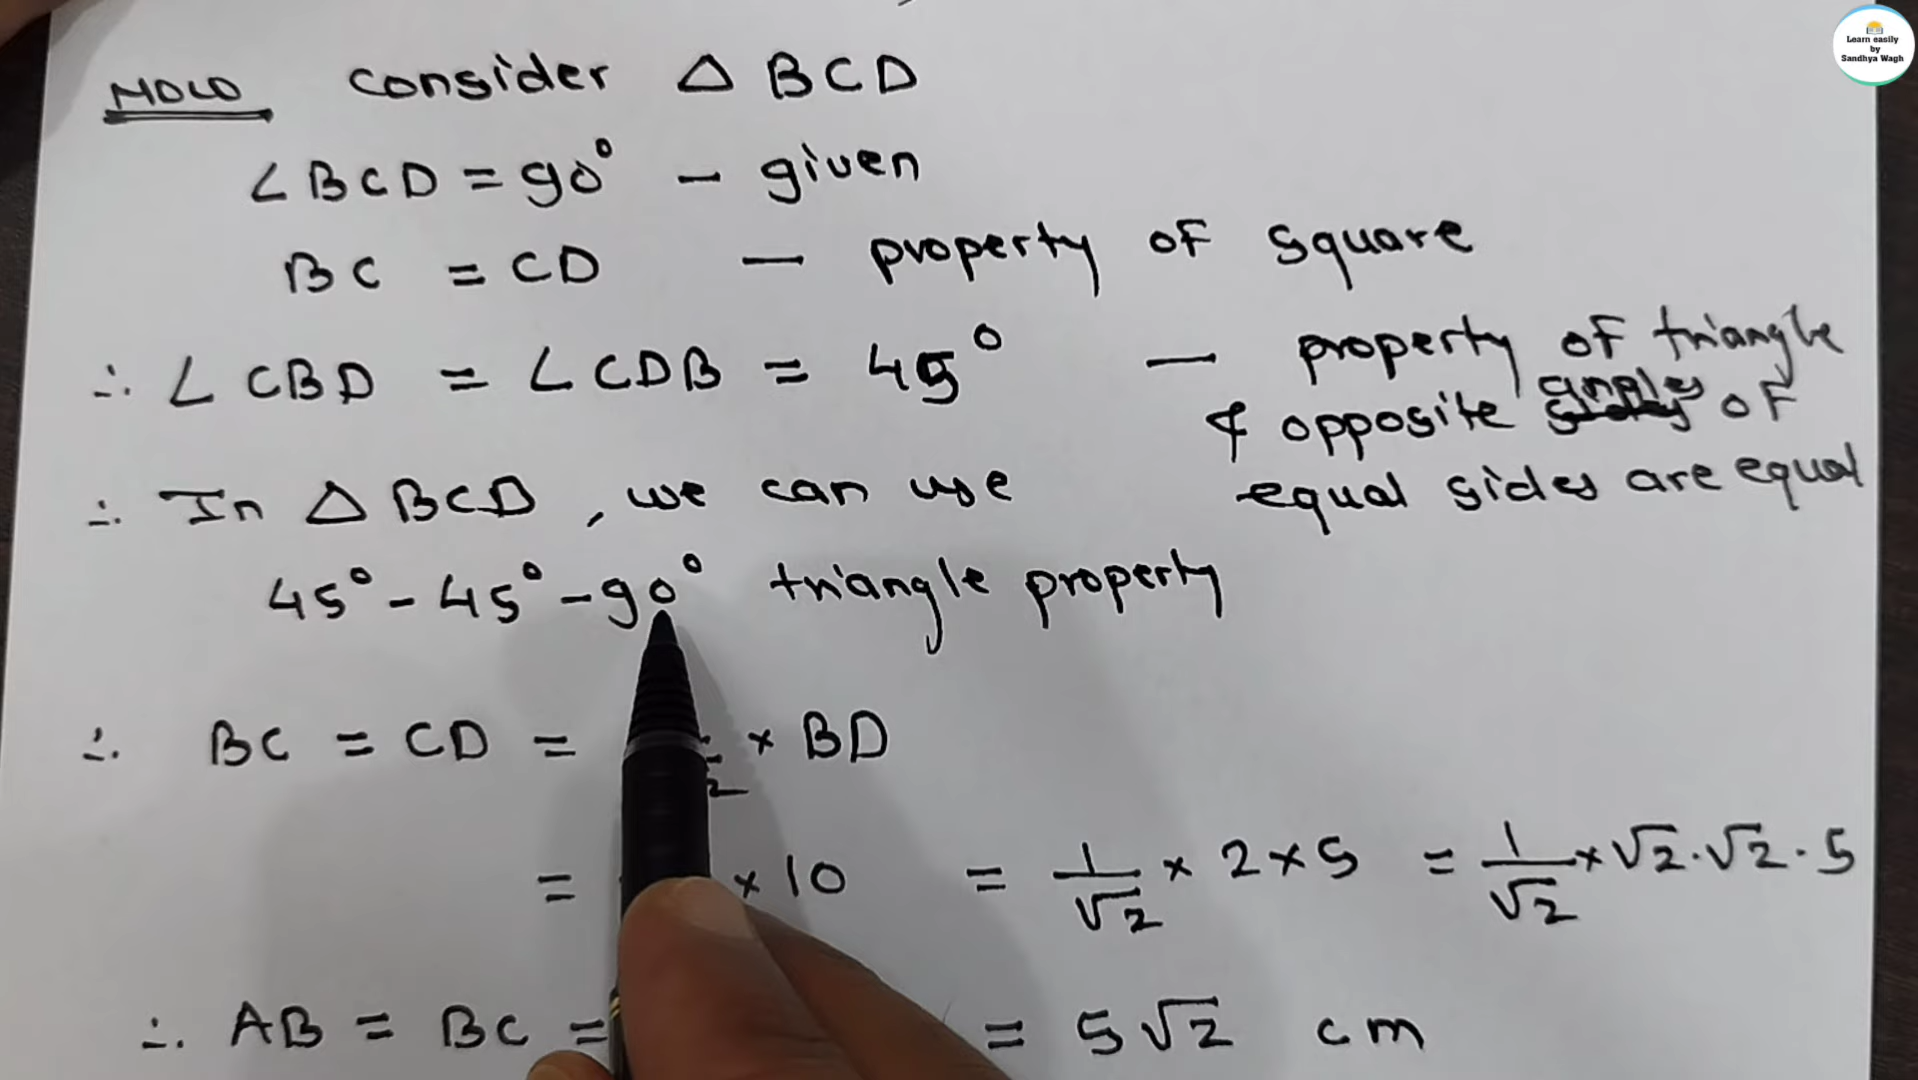 Now Consider △ BCD
∠BCD = 90° - given
BC = CD — property of square
∴ ∠CBD = ∠CDB = 45° — property of triangle
& opposite angles of
equal sides are equal
∴ In △ BCD, we can use
45° - 45° - 90° triangle property
∴ BC = CD = × BD
= × 10 = 1/√2 × 2 × 5 = 1/√2 × √2 . √2 . 5
∴ AB = BC = = 5√2 cm
Learn easily
by
Sandhya Wagh